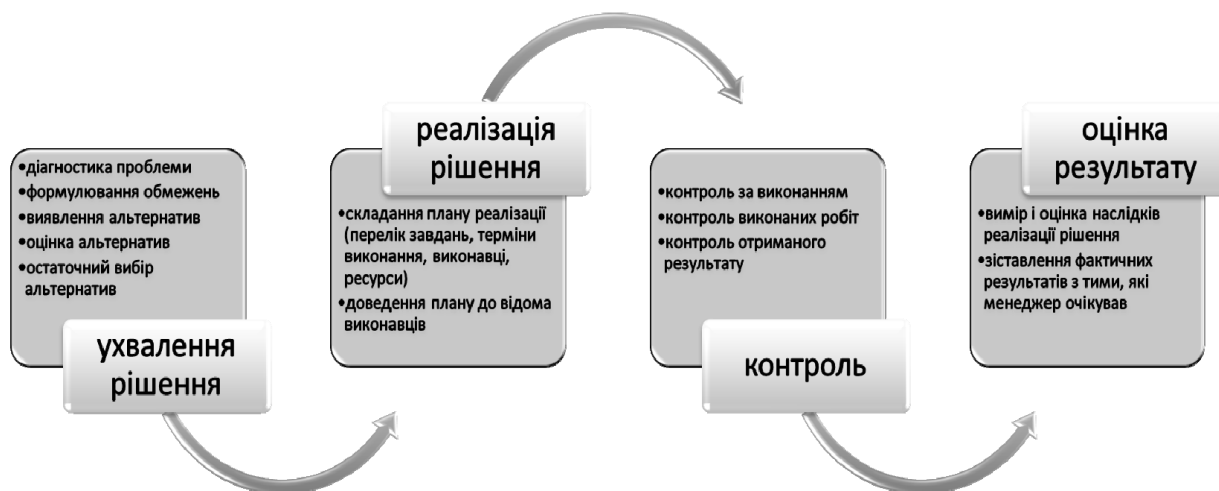 •діагностика проблеми
•формулювання обмежень
•виявлення альтернатив
•оцінка альтернатив
•остаточний вибір
альтернатив
ухвалення
рішення
реалізація
рішення
•складання плану реалізації
(перелік завдань, терміни
виконання, виконавці,
ресурси)
•доведення плану до відома
виконавців
•контроль за виконанням
•контроль виконаних робіт
•контроль отриманого
результату
контроль
оцінка
результату
•вимір і оцінка наслідків
реалізації рішення
•зіставлення фактичних
результатів з тими, які
менеджер очікував